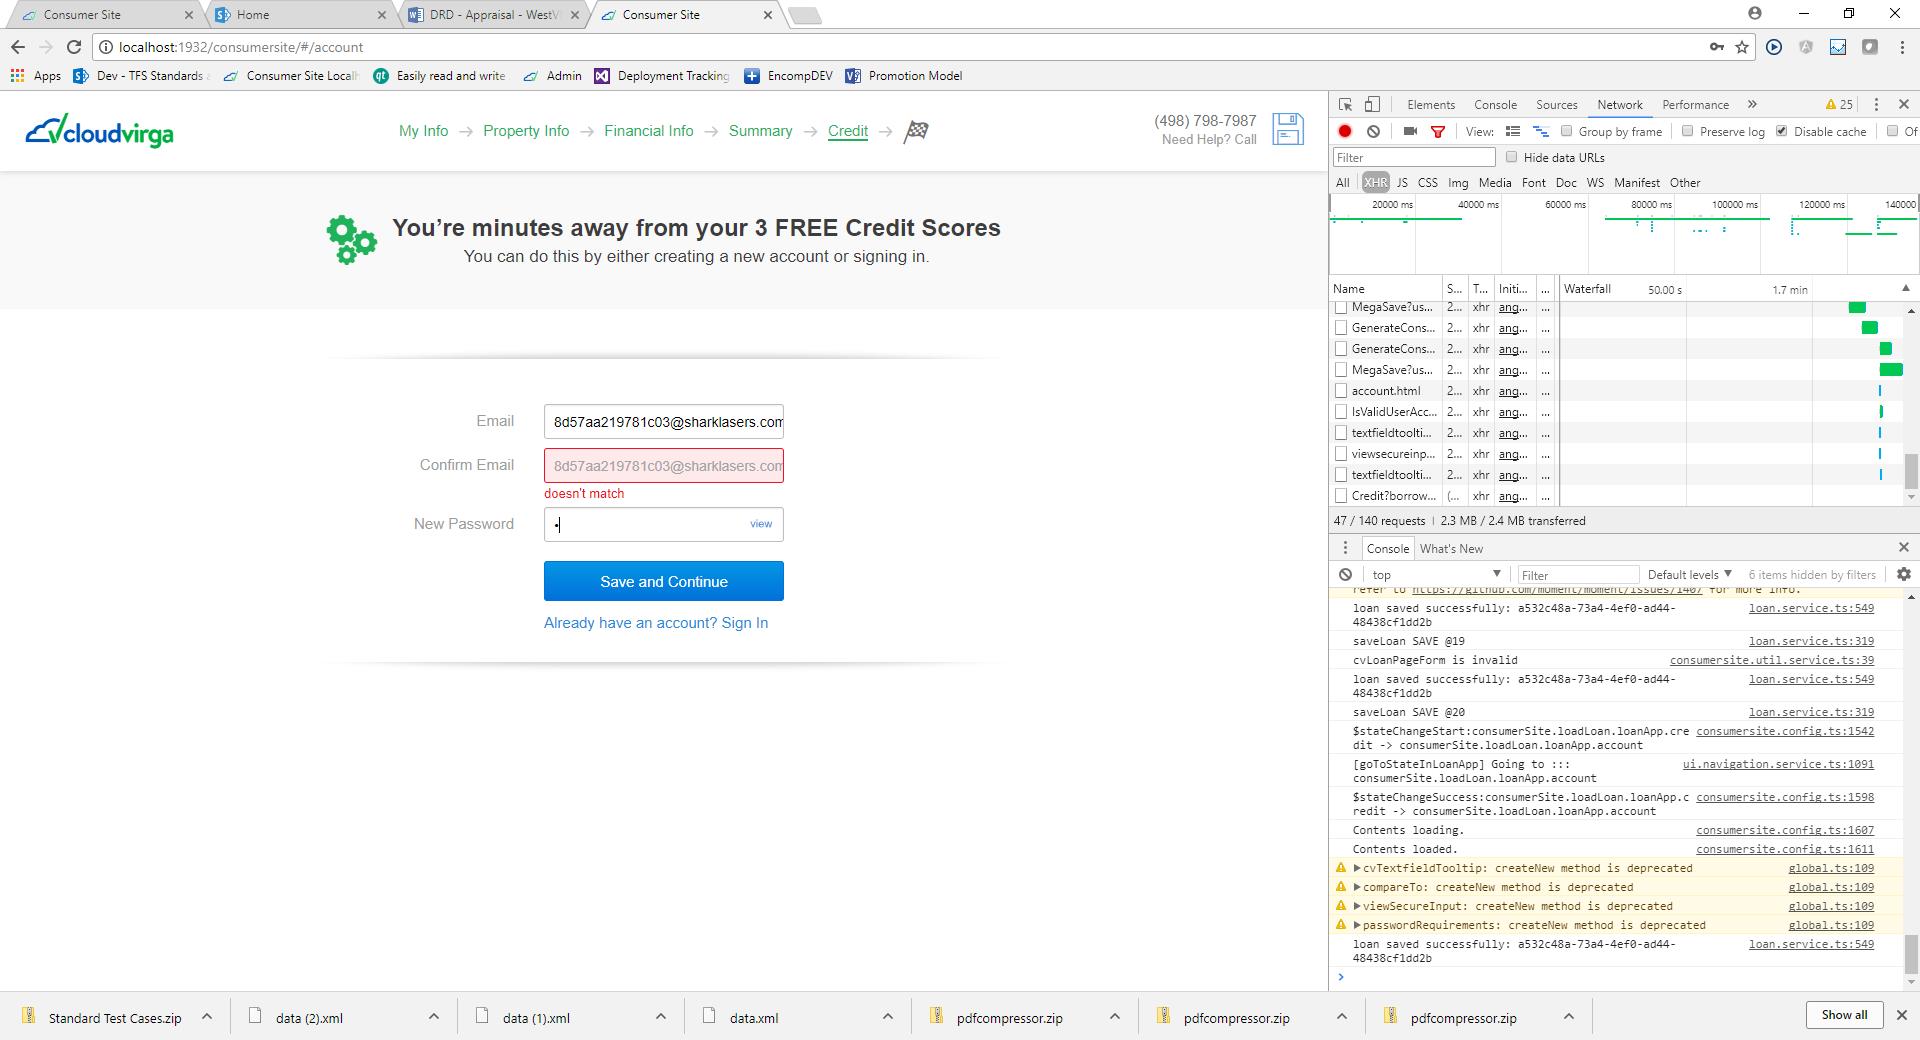 Consumer Site
Home
DRD - Appraisal - WestV
Consumer Site
localhost:1932/consumersite/#/account
Apps
Dev - TFS Standards
Consumer Site Local
Easily read and write
Admin
Deployment Tracking
EncompDEV
Promotion Model
cloudvirga
My Info
Property Info
Financial Info
Summary
Credit
(498) 798-7987
Need Help? Call
You’re minutes away from your 3 FREE Credit Scores
You can do this by either creating a new account or signing in.
Email
8d57aa219781c03@sharklasers.com
Confirm Email
8d57aa219781c03@sharklasers.com
doesn't match
New Password
view
Save and Continue
Already have an account? Sign In
Elements Console Sources Network Performance » 25
View: Group by frame Preserve log Disable cache Of
Filter Hide data URLs
All XHR JS CSS Img Media Font Doc WS Manifest Other
20000 ms 40000 ms 60000 ms 80000 ms 100000 ms 120000 ms 140000
Name S... T... Initi... ... Waterfall 50.00 s 1.7 min
MegaSave?us... 2... xhr ang... ...
GenerateCons... 2... xhr ang... ...
GenerateCons... 2... xhr ang... ...
MegaSave?us... 2... xhr ang... ...
account.html 2... xhr ang... ...
IsValidUserAcc... 2... xhr ang... ...
textfieldtoolti... 2... xhr ang... ...
viewsecureinp... 2... xhr ang... ...
textfieldtoolti... 2... xhr ang... ...
Credit?borrow... (... xhr ang... ...
47 / 140 requests | 2.3 MB / 2.4 MB transferred
Console What's New
top Filter Default levels 6 items hidden by filters
refer to https://github.com/moment/moment/issues/1407 for more info.
loan saved successfully: a532c48a-73a4-4ef0-ad44- loan.service.ts:549
48438cf1dd2b
saveLoan SAVE @19 loan.service.ts:319
cvLoanPageForm is invalid consumersite.util.service.ts:39
loan saved successfully: a532c48a-73a4-4ef0-ad44- loan.service.ts:549
48438cf1dd2b
saveLoan SAVE @20 loan.service.ts:319
$stateChangeStart:consumerSite.loadLoan.loanApp.cre consumersite.config.ts:1542
dit -> consumerSite.loadLoan.loanApp.account
[goToStateInLoanApp] Going to ::: ui.navigation.service.ts:1091
consumerSite.loadLoan.loanApp.account
$stateChangeSuccess:consumerSite.loadLoan.loanApp.c consumersite.config.ts:1598
redit -> consumerSite.loadLoan.loanApp.account
Contents loading. consumersite.config.ts:1607
Contents loaded. consumersite.config.ts:1611
cvTextfieldTooltip: createNew method is deprecated global.ts:109
compareTo: createNew method is deprecated global.ts:109
viewSecureInput: createNew method is deprecated global.ts:109
passwordRequirements: createNew method is deprecated global.ts:109
loan saved successfully: a532c48a-73a4-4ef0-ad44- loan.service.ts:549
48438cf1dd2b
Standard Test Cases.zip
data (2).xml
data (1).xml
data.xml
pdfcompressor.zip
pdfcompressor.zip
pdfcompressor.zip
Show all